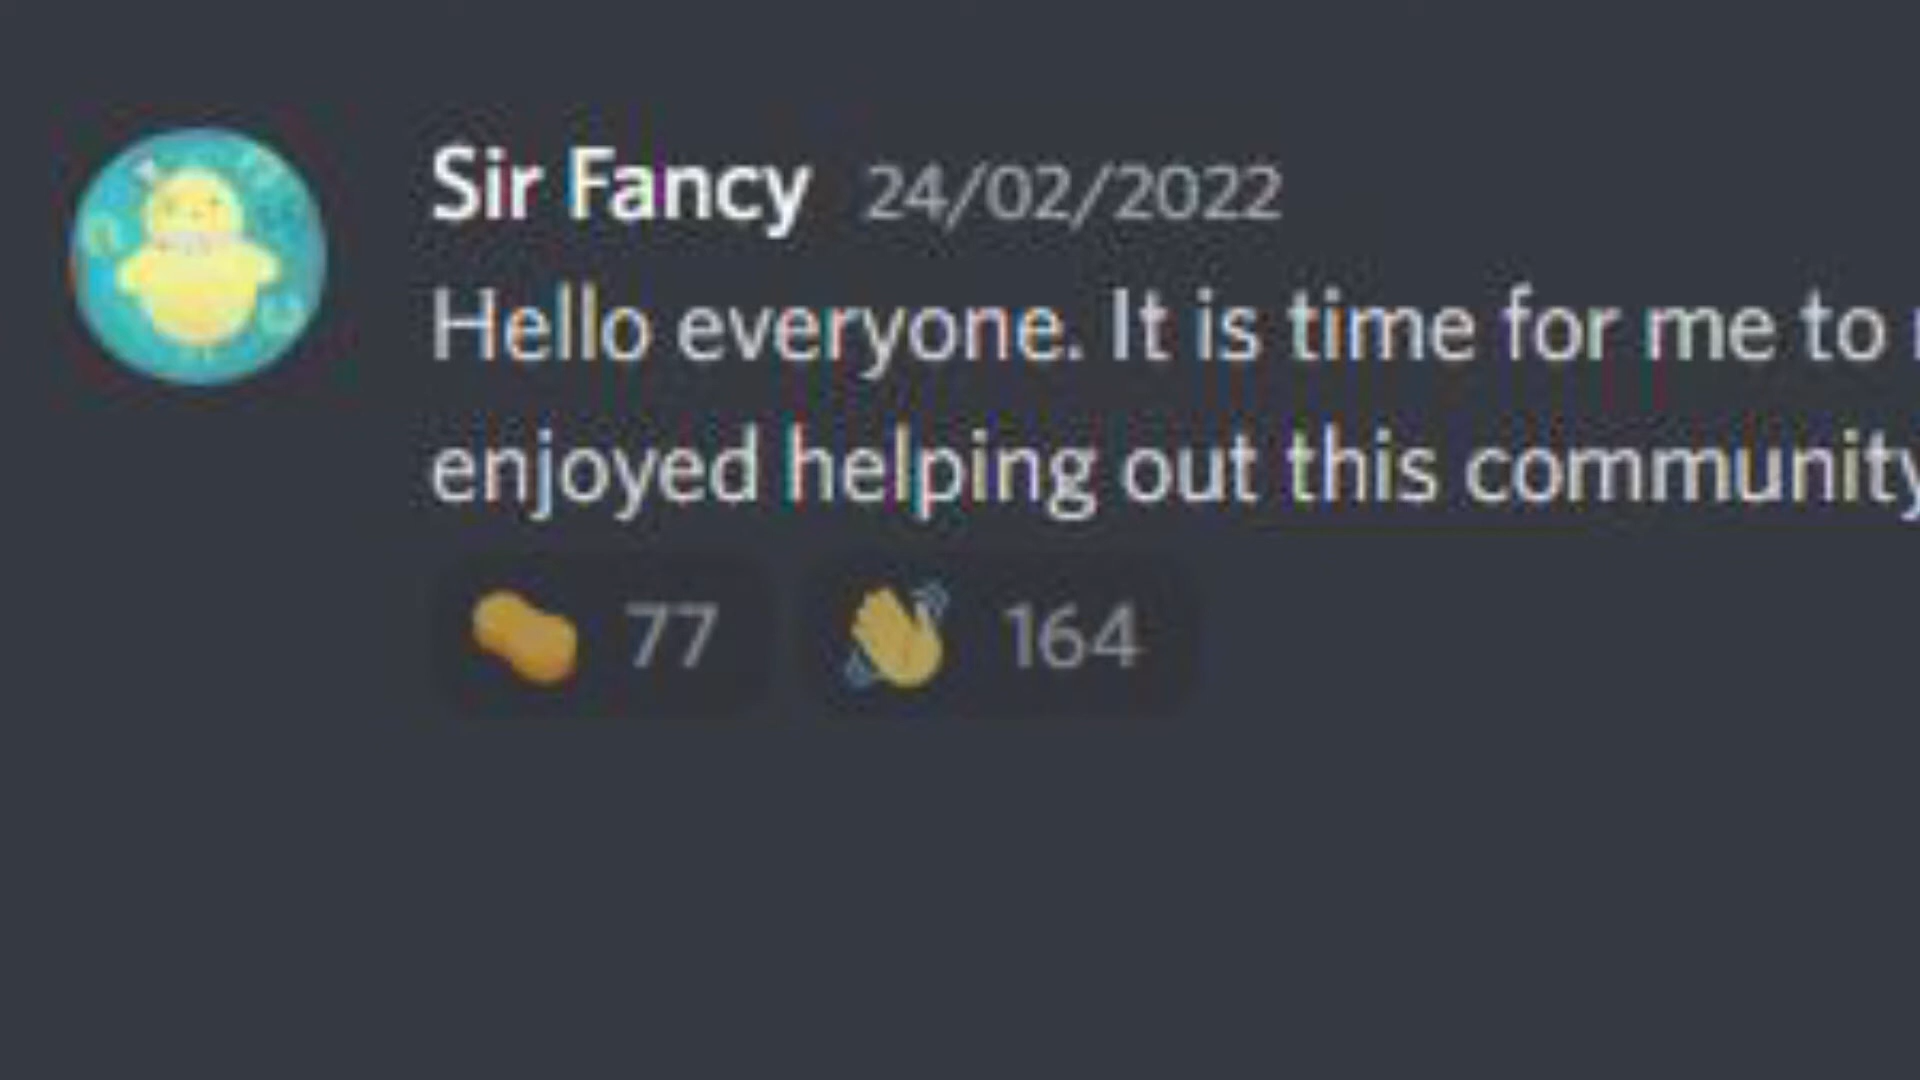 Sir Fancy 24/02/2022
Hello everyone. It is time for me to
enjoyed helping out this community
77 164